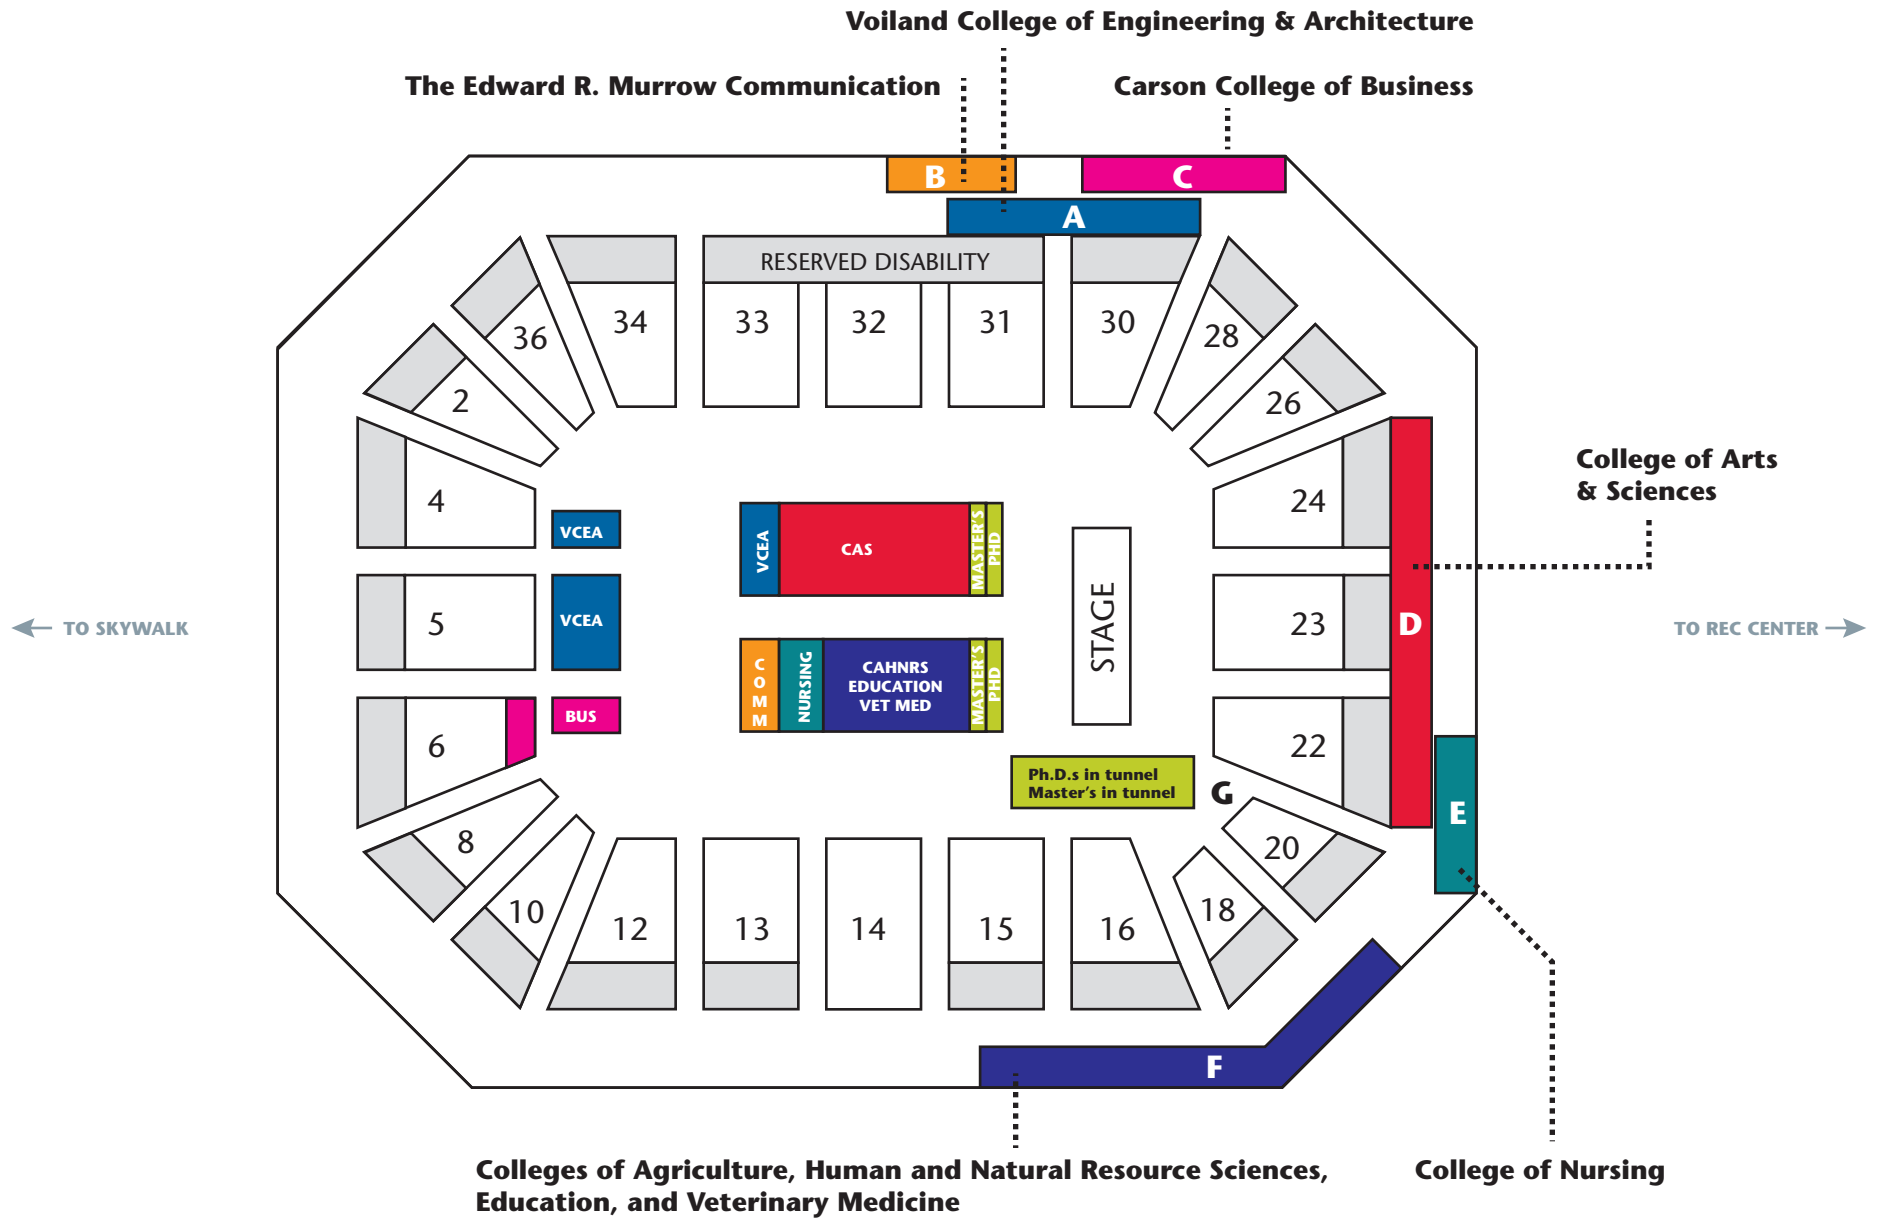 Voiland College of Engineering & Architecture
The Edward R. Murrow Communication
Carson College of Business
B
C
A
RESERVED DISABILITY
36
34
33
32
31
30
28
2
26
4
24
College of Arts
& Sciences
VCEA
VCEA
CAS
MASTER'S
PHD
STAGE
5
VCEA
23
D
TO SKYWALK
TO REC CENTER
COMM
NURSING
CAHNRS
EDUCATION
VET MED
MASTER'S
PHD
6
BUS
22
Ph.D.s in tunnel
Master's in tunnel
G
E
8
20
10
12
13
14
15
16
18
F
Colleges of Agriculture, Human and Natural Resource Sciences,
Education, and Veterinary Medicine
College of Nursing